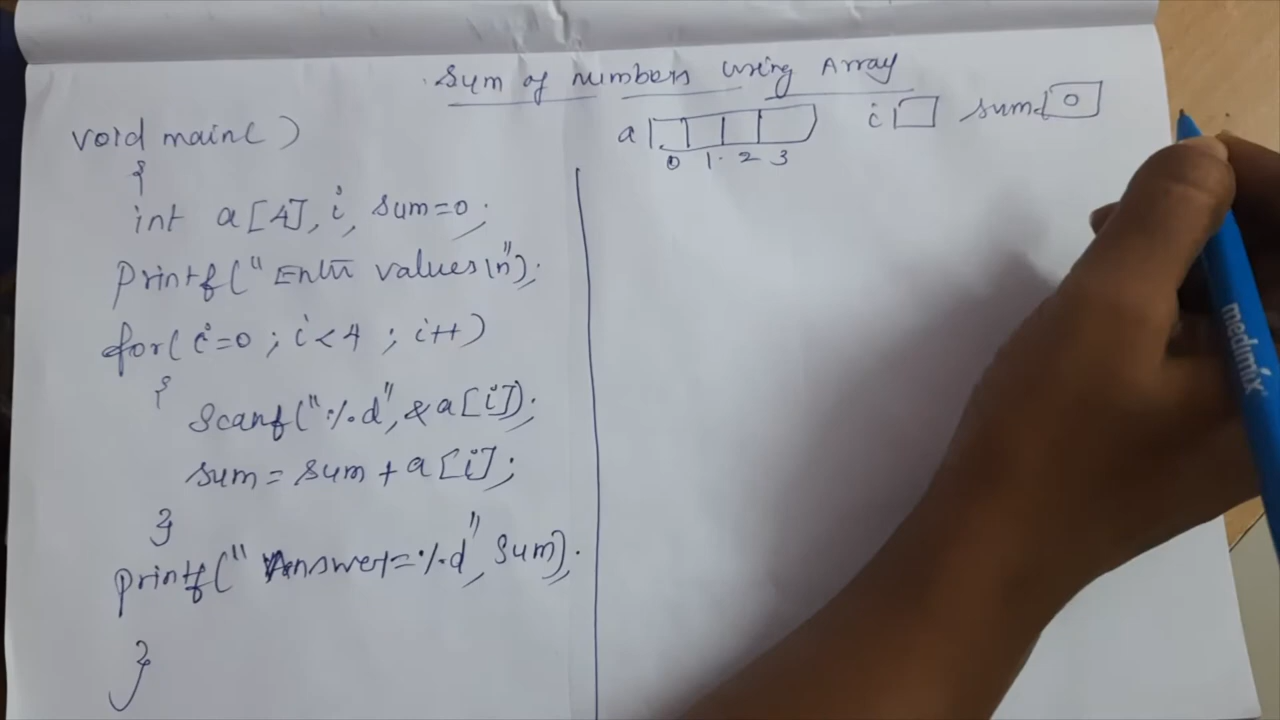 Sum of numbers using Array
void main( )
{
int a[4], i, sum=0;
printf("Enter values\n");
for( i=0 ; i<4 ; i++)
{
scanf("%d", &a[i]);
sum = sum + a[i];
}
printf("Answer=%d", sum);
}
a
0 1 2 3
i
sum 0
medimix